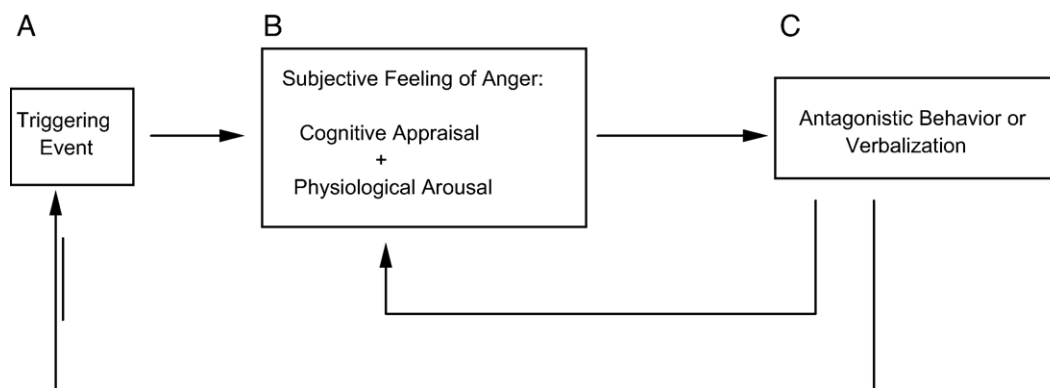 A
B
C
Triggering
Event
Subjective Feeling of Anger:
Cognitive Appraisal
+
Physiological Arousal
Antagonistic Behavior or
Verbalization